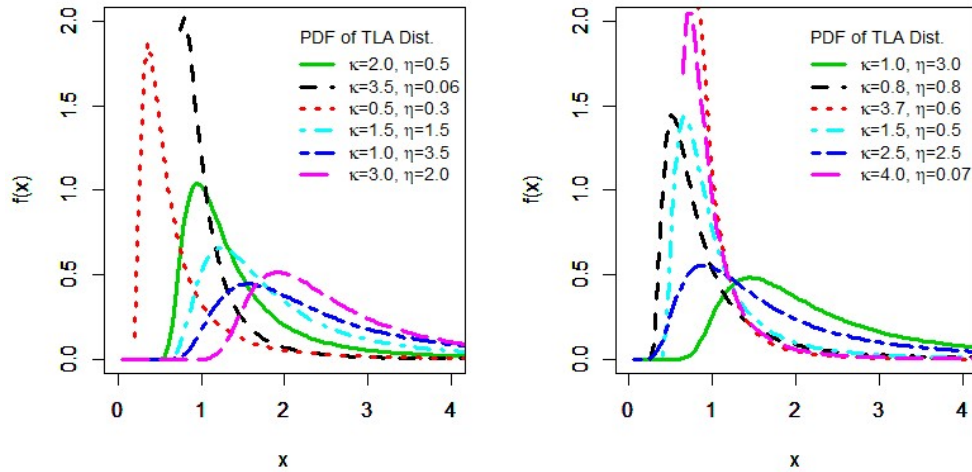 PDF of TLA Dist.
κ=2.0, η=0.5
κ=3.5, η=0.06
κ=0.5, η=0.3
κ=1.5, η=1.5
κ=1.0, η=3.5
κ=3.0, η=2.0
f(x)
2.0
1.5
1.0
0.5
0.0
0 1 2 3 4
x
PDF of TLA Dist.
κ=1.0, η=3.0
κ=0.8, η=0.8
κ=3.7, η=0.6
κ=1.5, η=0.5
κ=2.5, η=2.5
κ=4.0, η=0.07
f(x)
2.0
1.5
1.0
0.5
0.0
0 1 2 3 4
x